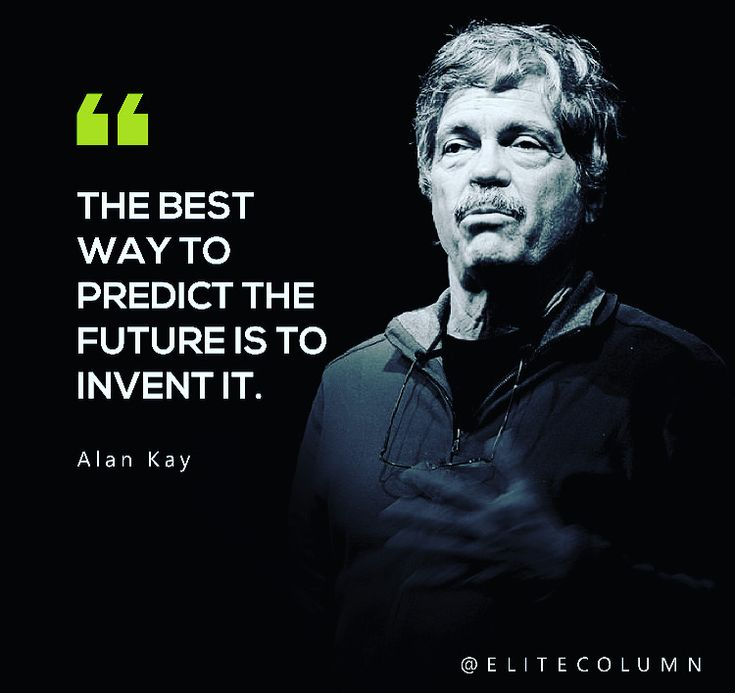 THE BEST
WAY TO
PREDICT THE
FUTURE IS TO
INVENT IT.
Alan Kay
@ELITECOLUMN